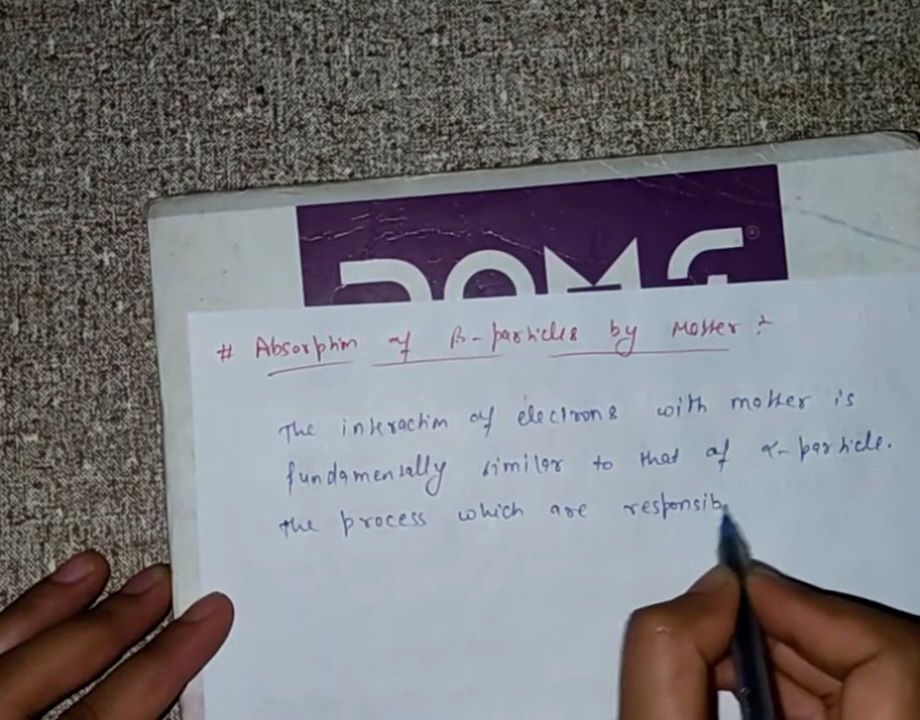 DOMS
®
# Absorption of β-particles by Matter :-
The interaction of electrons with matter is
fundamentally similar to that of α-particle.
The process which are responsib